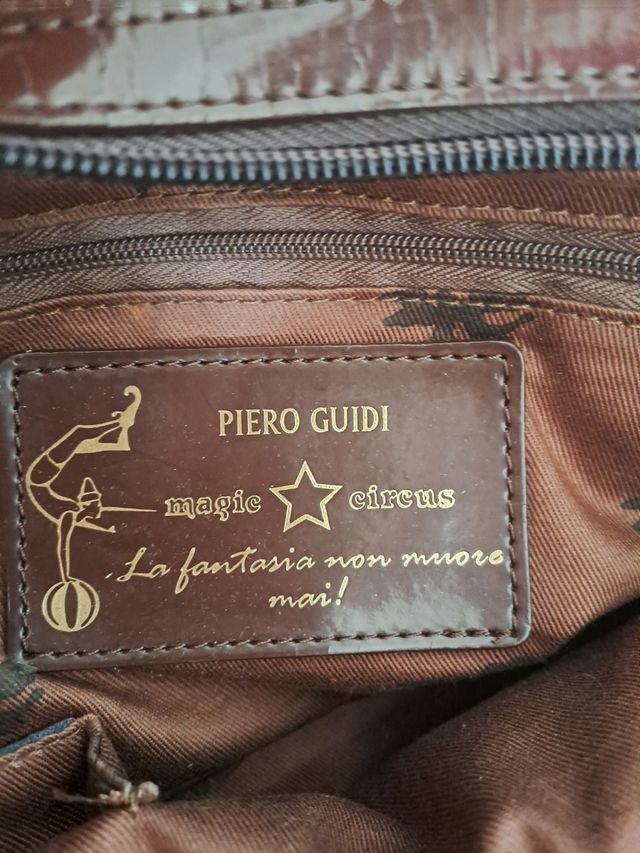 PIERO GUIDI
magic circus
La fantasia non muore
mai!